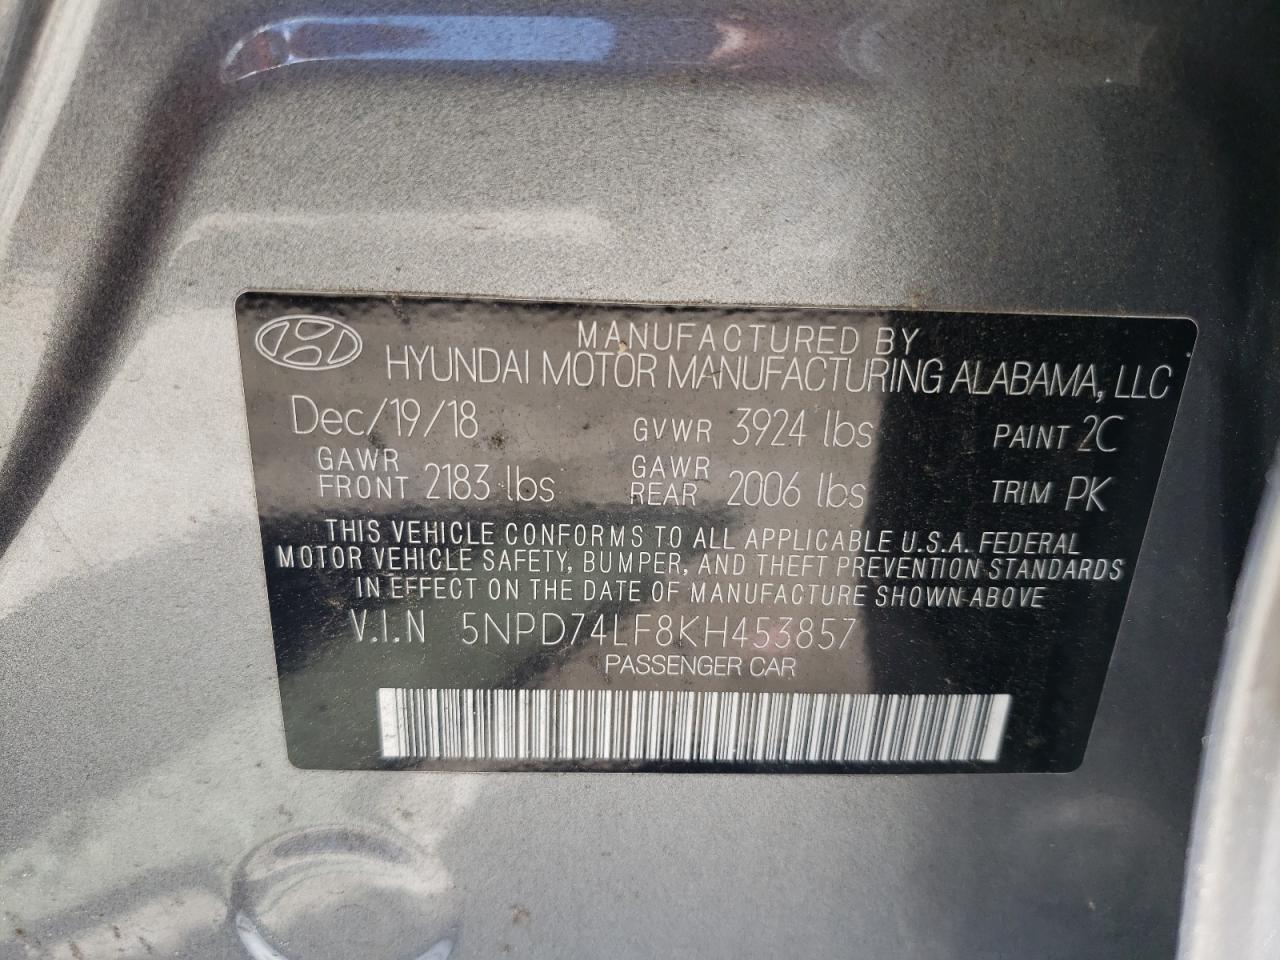 MANUFACTURED BY
HYUNDAI MOTOR MANUFACTURING ALABAMA, LLC
Dec/19/18 GVWR 3924 lbs PAINT 2C
GAWR FRONT 2183 lbs GAWR REAR 2006 lbs TRIM PK
THIS VEHICLE CONFORMS TO ALL APPLICABLE U.S.A. FEDERAL
MOTOR VEHICLE SAFETY, BUMPER, AND THEFT PREVENTION STANDARDS
IN EFFECT ON THE DATE OF MANUFACTURE SHOWN ABOVE
V.I.N 5NPD74LF8KH453857
PASSENGER CAR